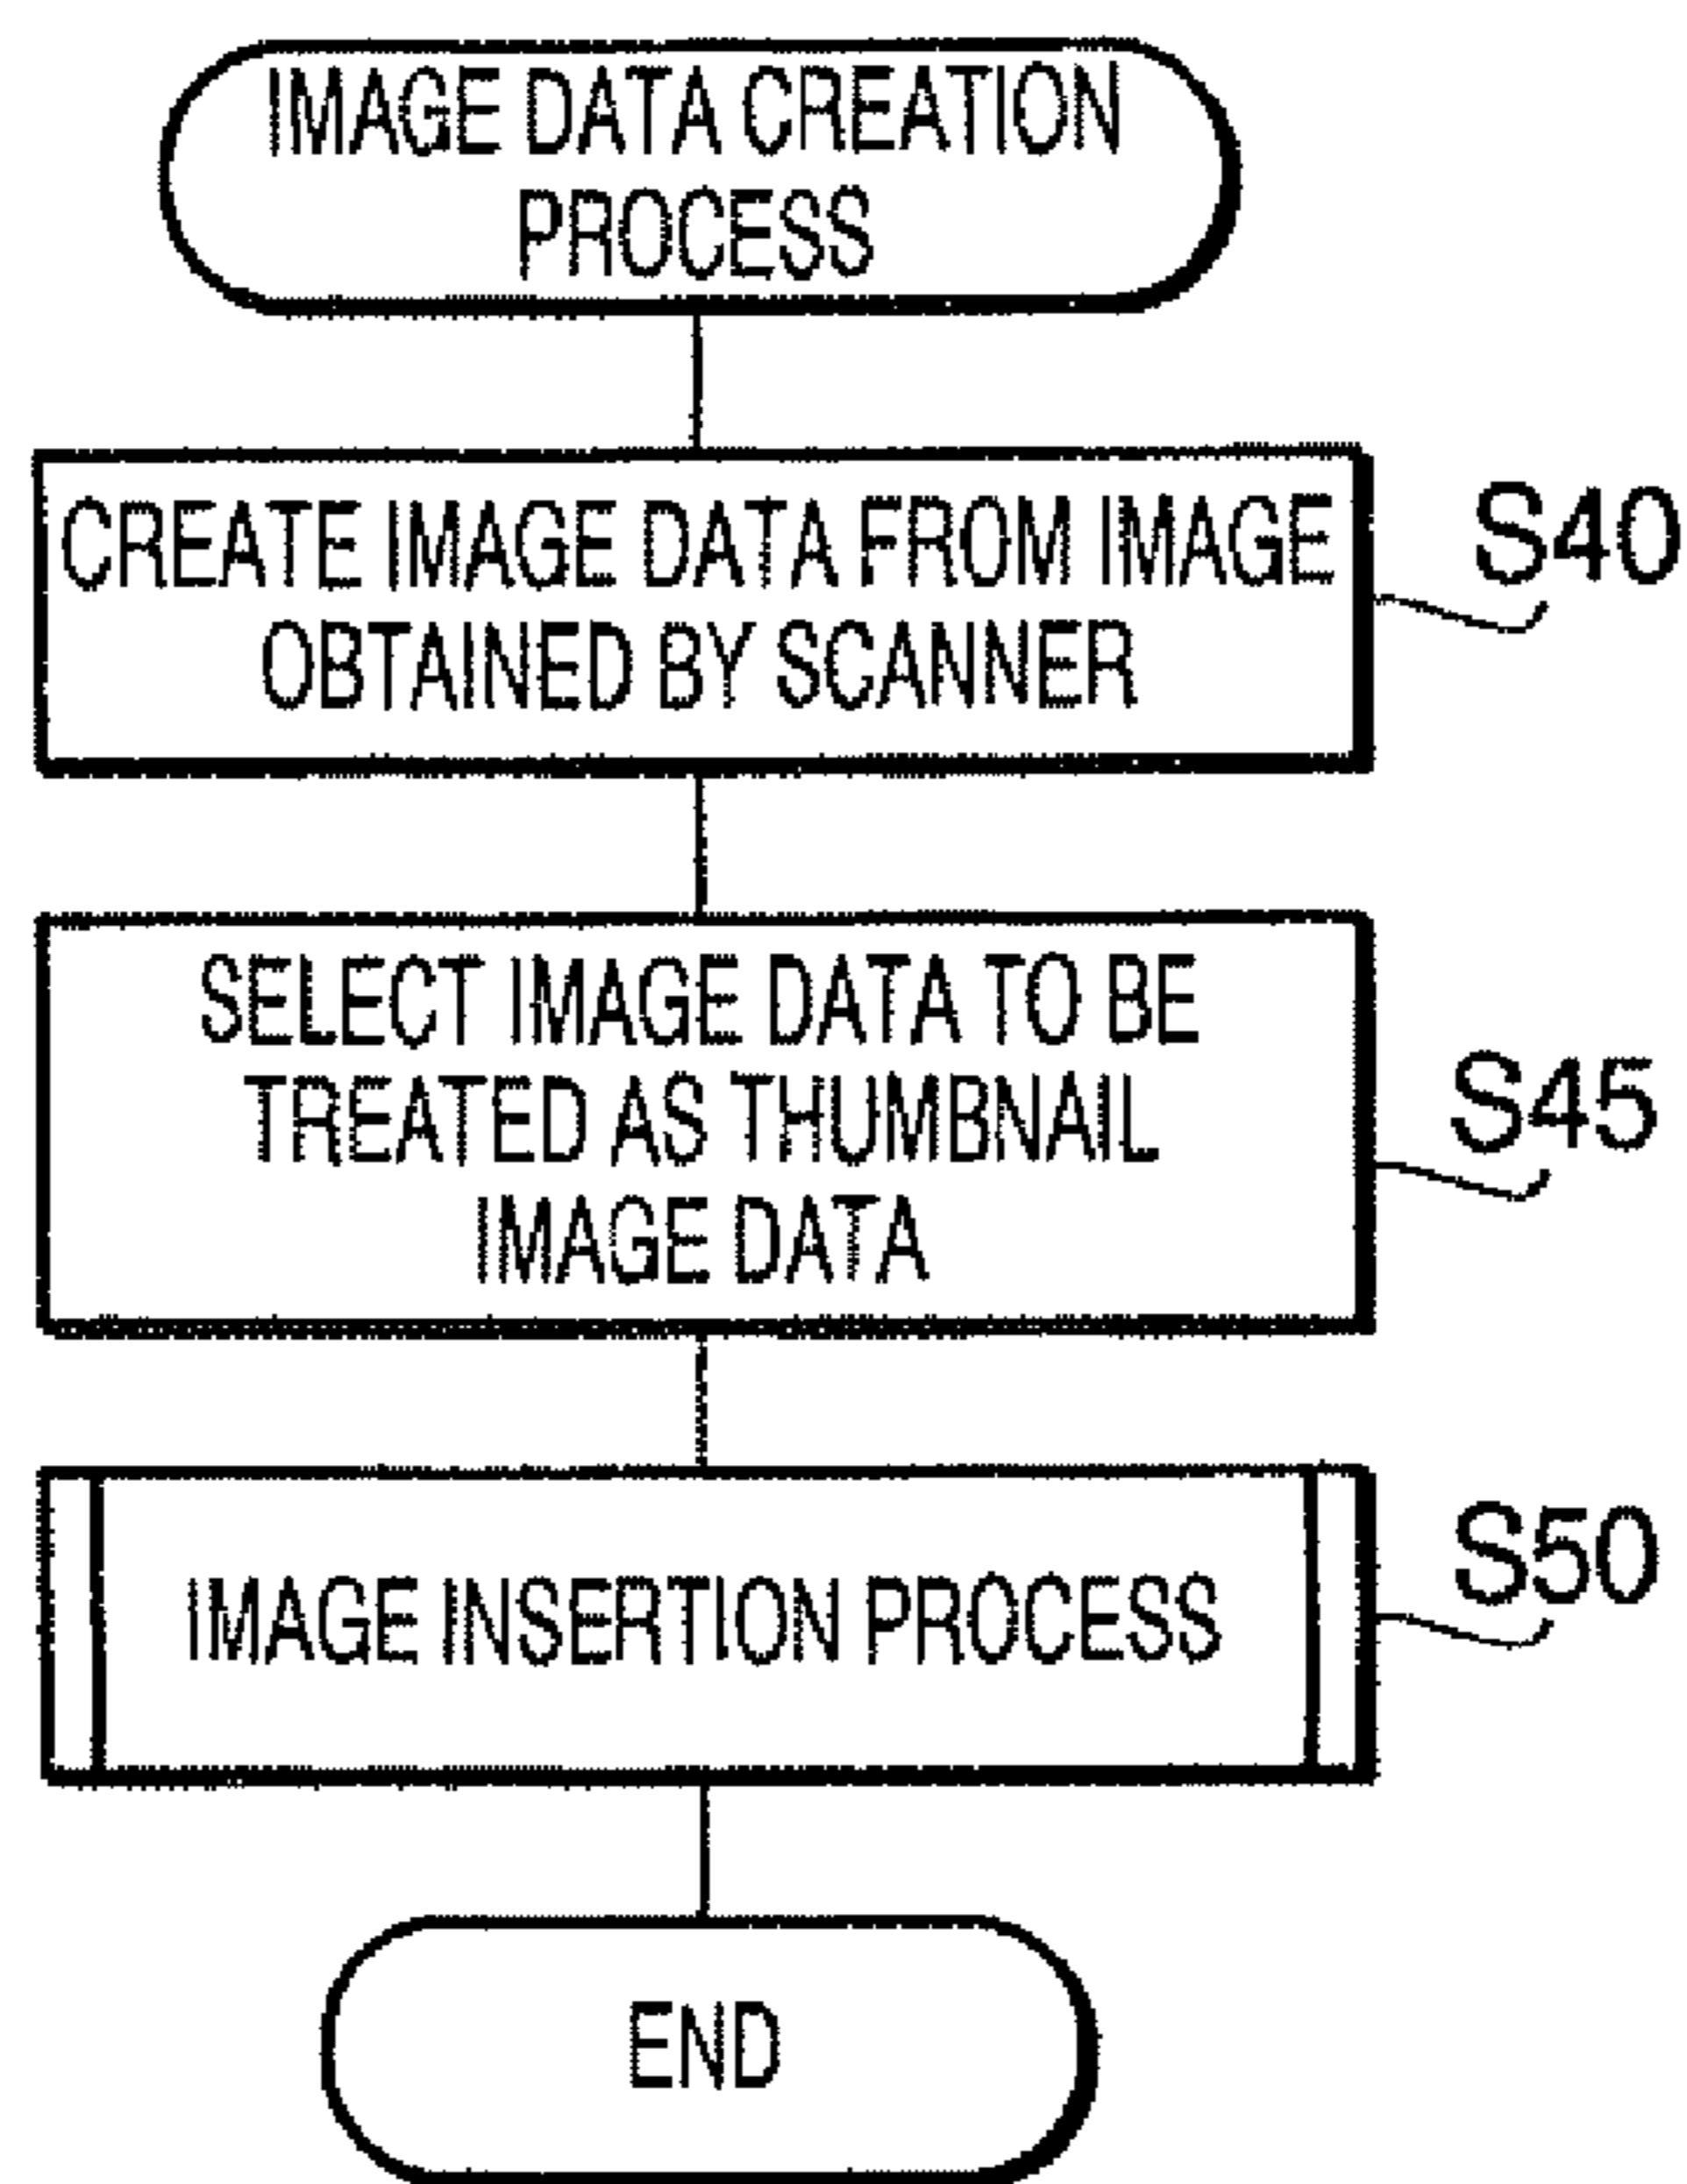 IMAGE DATA CREATION
PROCESS
CREATE IMAGE DATA FROM IMAGE
OBTAINED BY SCANNER
S40
SELECT IMAGE DATA TO BE
TREATED AS THUMBNAIL
IMAGE DATA
S45
IMAGE INSERTION PROCESS
S50
END